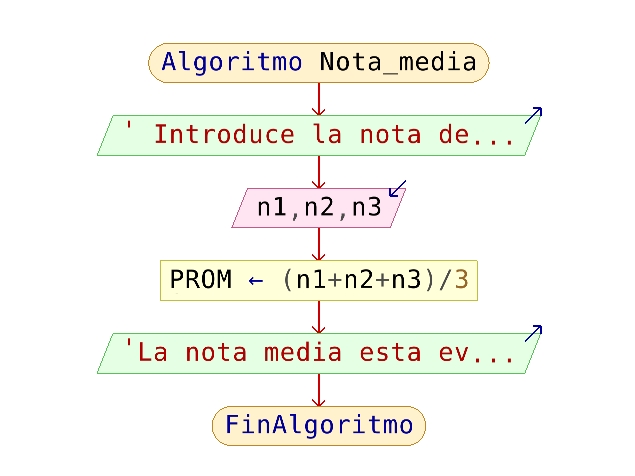 Algoritmo Nota_media
' Introduce la nota de...
n1,n2,n3
PROM ← (n1+n2+n3)/3
'La nota media esta ev...
FinAlgoritmo